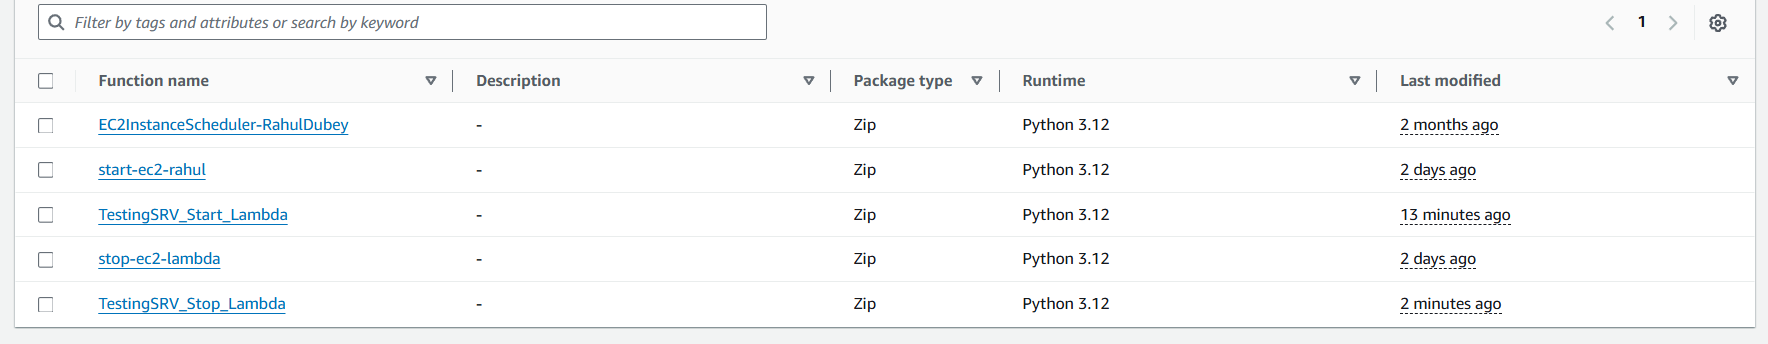 Filter by tags and attributes or search by keyword 1
Function name Description Package type Runtime Last modified
EC2InstanceScheduler-RahulDubey - Zip Python 3.12 2 months ago
start-ec2-rahul - Zip Python 3.12 2 days ago
TestingSRV_Start_Lambda - Zip Python 3.12 13 minutes ago
stop-ec2-lambda - Zip Python 3.12 2 days ago
TestingSRV_Stop_Lambda - Zip Python 3.12 2 minutes ago